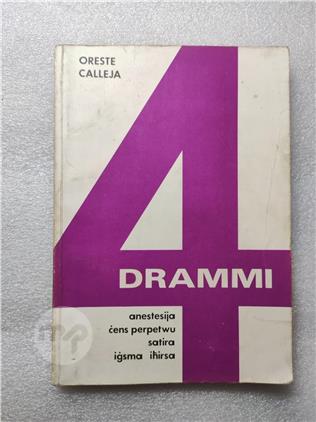 ORESTE
CALLEJA
4
DRAMMI
anestesija
ċens perpetwu
satira
iġsma iħirsa